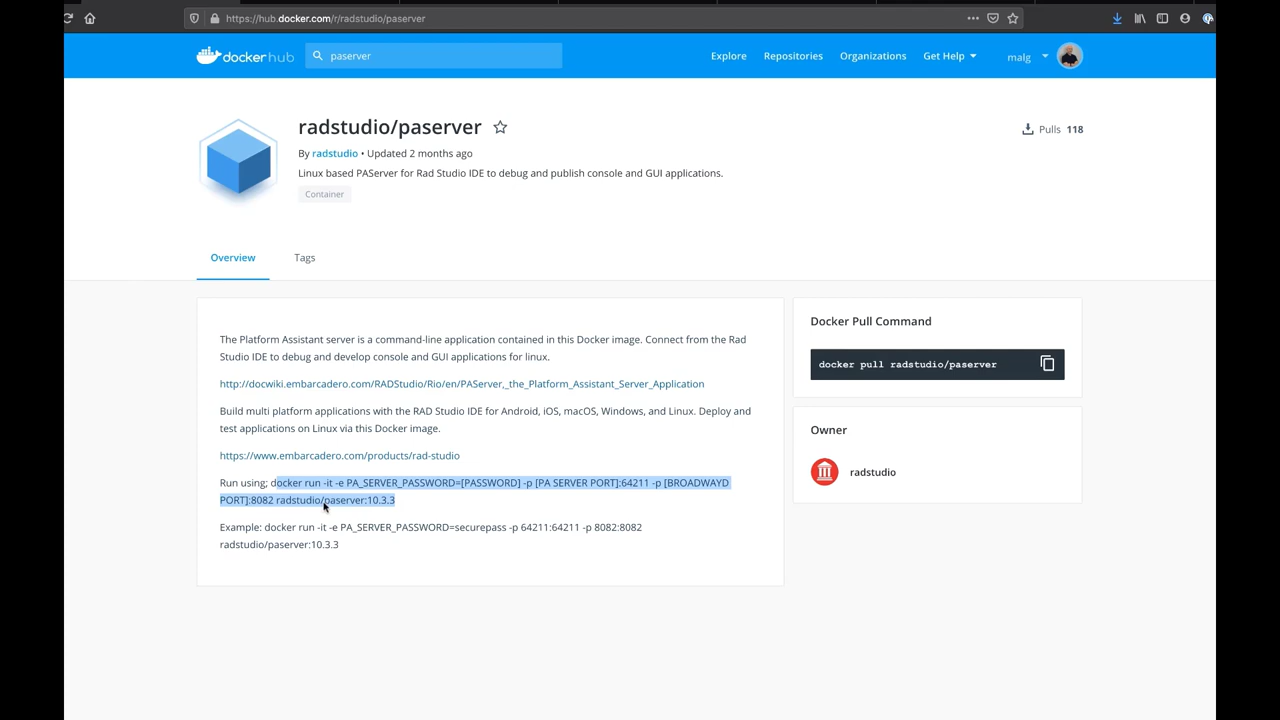 https://hub.docker.com/r/radstudio/paserver
dockerhub
paserver
Explore
Repositories
Organizations
Get Help
malg
radstudio/paserver
Pulls 118
By radstudio • Updated 2 months ago
Linux based PAServer for Rad Studio IDE to debug and publish console and GUI applications.
Container
Overview
Tags
The Platform Assistant server is a command-line application contained in this Docker image. Connect from the Rad
Studio IDE to debug and develop console and GUI applications for linux.
http://docwiki.embarcadero.com/RADStudio/Rio/en/PAServer,_the_Platform_Assistant_Server_Application
Build multi platform applications with the RAD Studio IDE for Android, iOS, macOS, Windows, and Linux. Deploy and
test applications on Linux via this Docker image.
https://www.embarcadero.com/products/rad-studio
Run using; docker run -it -e PA_SERVER_PASSWORD=[PASSWORD] -p [PA SERVER PORT]:64211 -p [BROADWAYD
PORT]:8082 radstudio/paserver:10.3.3
Example: docker run -it -e PA_SERVER_PASSWORD=securepass -p 64211:64211 -p 8082:8082
radstudio/paserver:10.3.3
Docker Pull Command
docker pull radstudio/paserver
Owner
radstudio